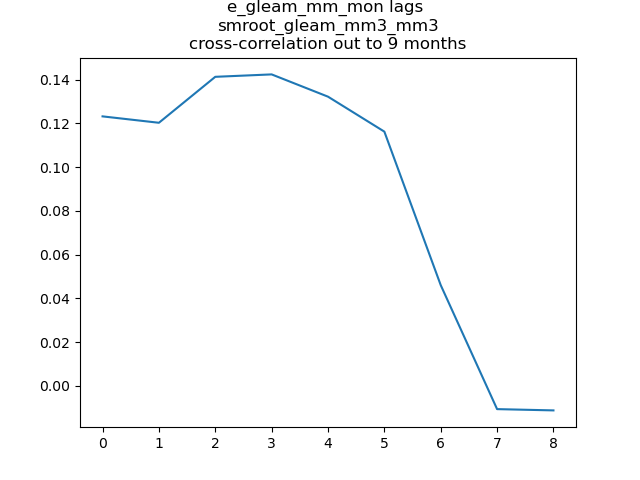 e_gleam_mm_mon lags
smroot_gleam_mm3_mm3
cross-correlation out to 9 months
0.14
0.12
0.10
0.08
0.06
0.04
0.02
0.00
0 1 2 3 4 5 6 7 8